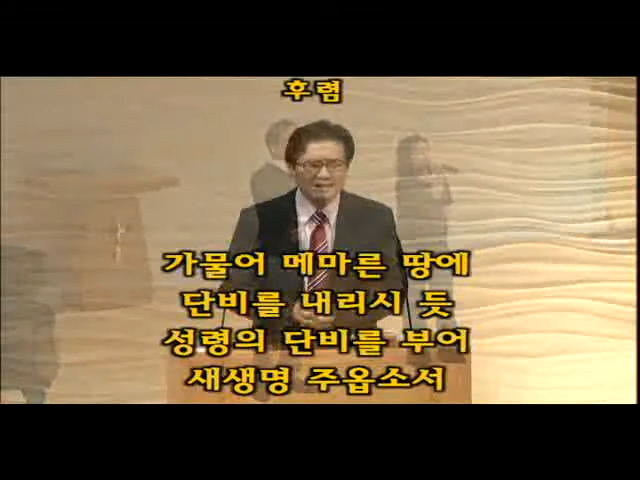 후렴
가물어 메마른 땅에
단비를 내리시 듯
성령의 단비를 부어
새생명 주옵소서